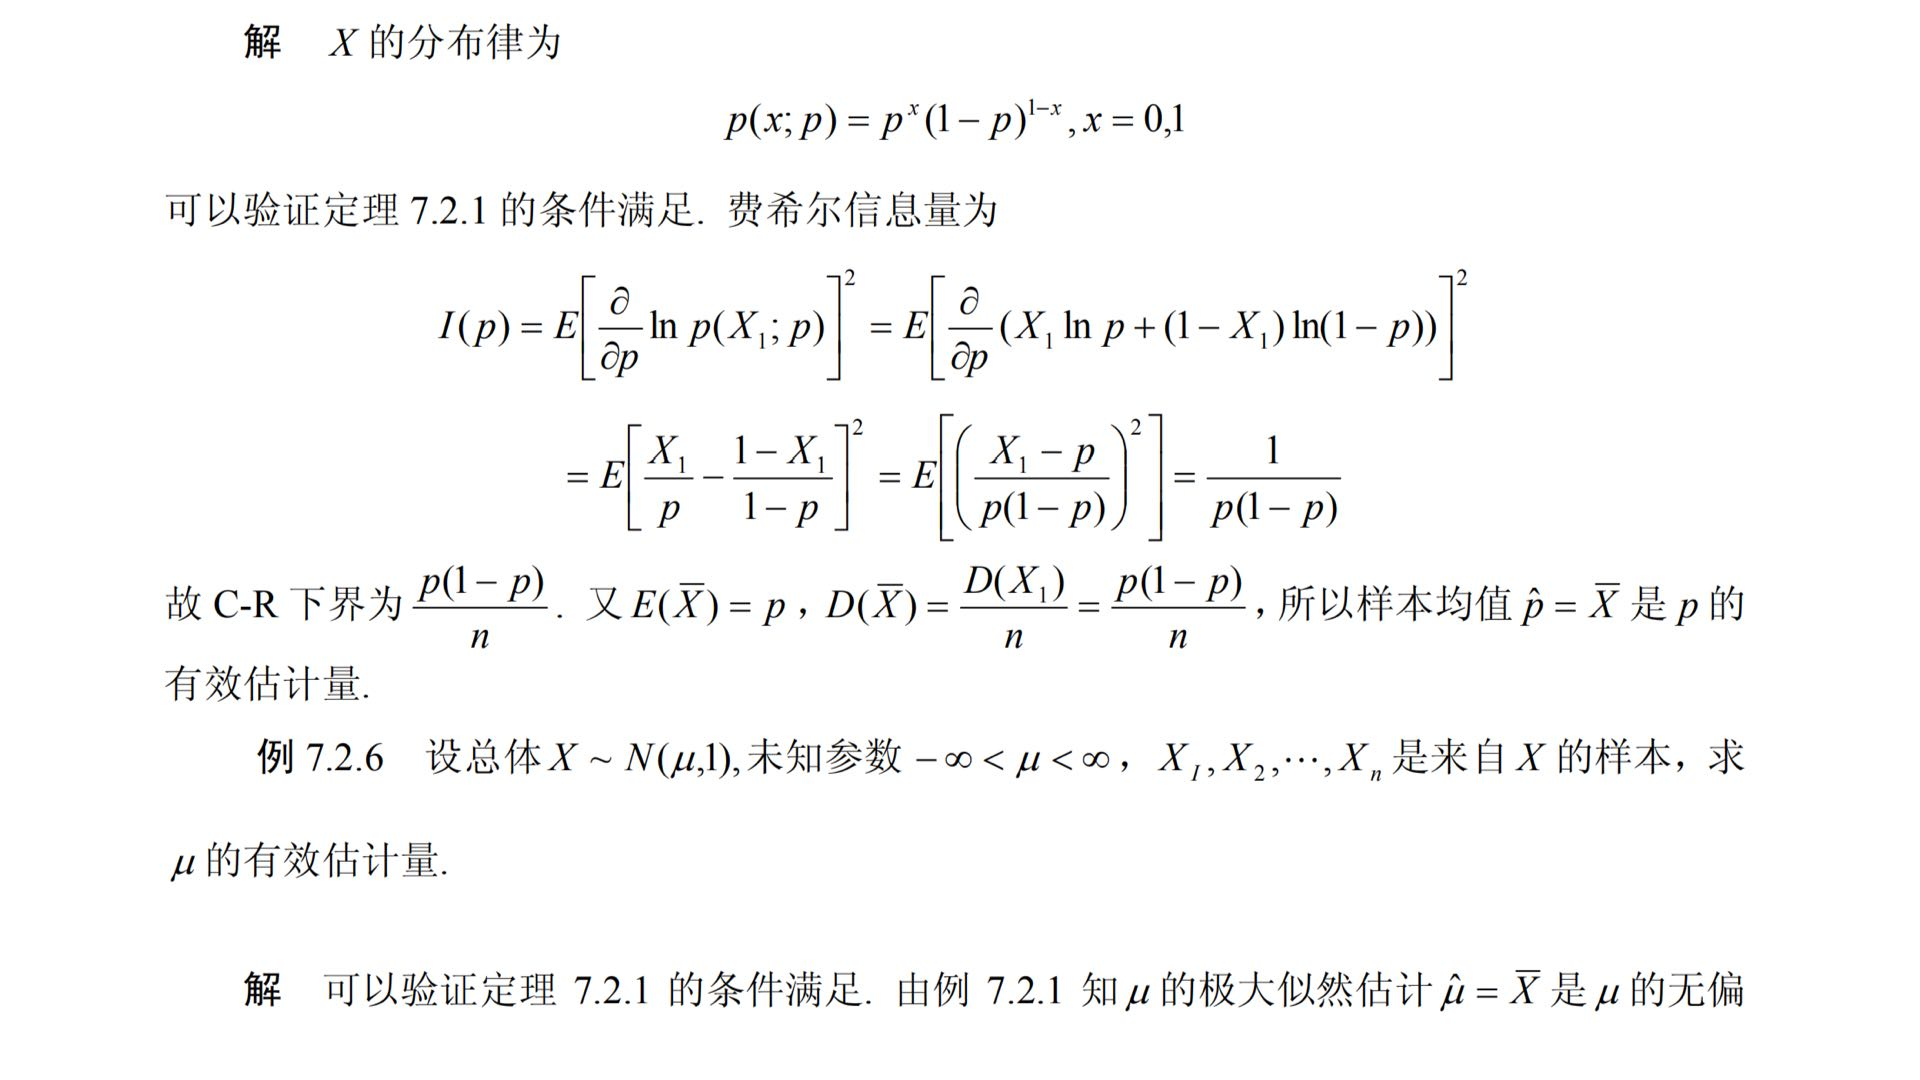 解 X 的分布律为
p(x; p) = p^x (1 − p)^{1−x}, x = 0,1
可以验证定理 7.2.1 的条件满足. 费希尔信息量为
I(p) = E[∂/∂p ln p(X_1; p)]^2 = E[∂/∂p (X_1 ln p + (1 − X_1) ln(1 − p))]^2
= E[X_1/p − (1 − X_1)/(1 − p)]^2 = E[((X_1 − p)/(p(1 − p)))^2] = 1/(p(1 − p))
故 C-R 下界为 p(1 − p)/n . 又 E(X̄) = p , D(X̄) = D(X_1)/n = p(1 − p)/n , 所以样本均值 p̂ = X̄ 是 p 的
有效估计量.
例 7.2.6 设总体 X ~ N(μ,1), 未知参数 − ∞ < μ < ∞ , X_I, X_2, ⋯, X_n 是来自 X 的样本, 求
μ 的有效估计量.
解 可以验证定理 7.2.1 的条件满足. 由例 7.2.1 知 μ 的极大似然估计 μ̂ = X̄ 是 μ 的无偏